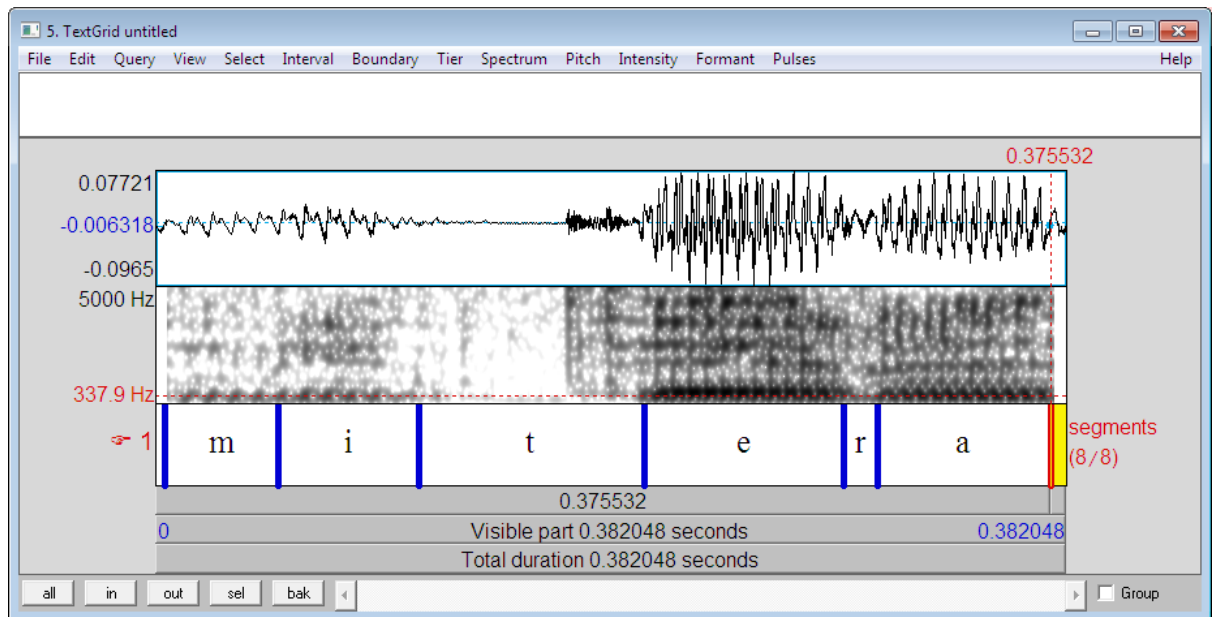 5. TextGrid untitled
File Edit Query View Select Interval Boundary Tier Spectrum Pitch Intensity Formant Pulses Help
0.375532
0.07721
-0.006318
-0.0965
5000 Hz
337.9 Hz
☞ 1 m i t e r a segments
(8/8)
0.375532
0 Visible part 0.382048 seconds 0.382048
Total duration 0.382048 seconds
all in out sel bak Group